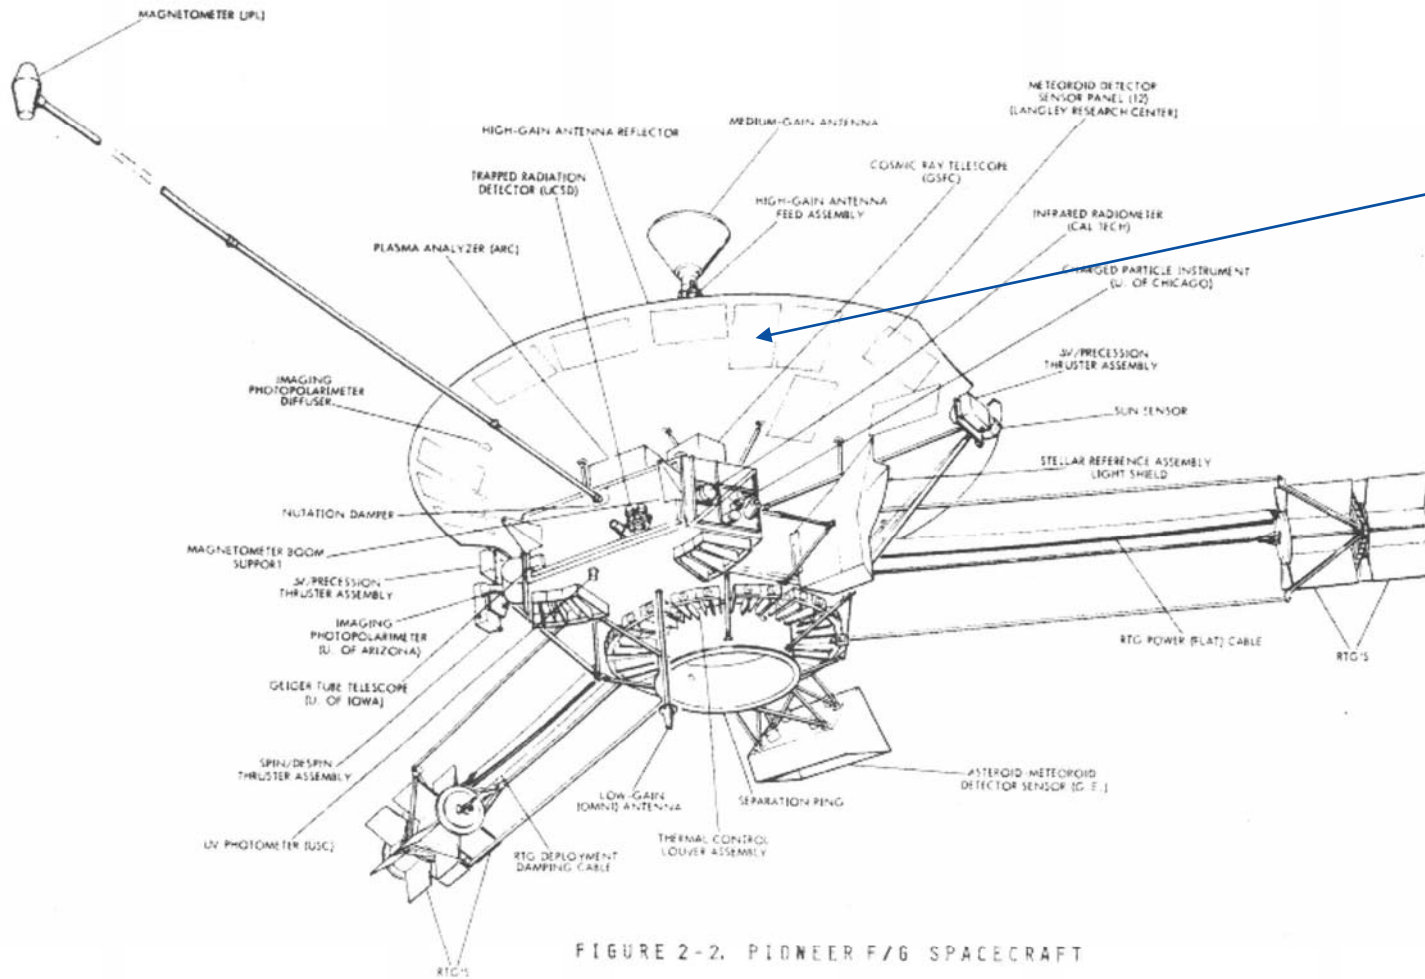 MAGNETOMETER (JPL)
METEOROID DETECTOR
SENSOR PANEL (12)
(LANGLEY RESEARCH CENTER)
MEDIUM-GAIN ANTENNA
HIGH-GAIN ANTENNA REFLECTOR
COSMIC RAY TELESCOPE
(GSFC)
TRAPPED RADIATION
DETECTOR (UCSD)
HIGH-GAIN ANTENNA
FEED ASSEMBLY
INFRARED RADIOMETER
(CAL TECH)
PLASMA ANALYZER (ARC)
CHARGED PARTICLE INSTRUMENT
(U. OF CHICAGO)
ΔV/PRECESSION
THRUSTER ASSEMBLY
IMAGING
PHOTOPOLARIMETER
DIFFUSER
SUN SENSOR
STELLAR REFERENCE ASSEMBLY
LIGHT SHIELD
NUTATION DAMPER
MAGNETOMETER BOOM
SUPPORT
ΔV/PRECESSION
THRUSTER ASSEMBLY
IMAGING
PHOTOPOLARIMETER
(U. OF ARIZONA)
RTG POWER (FLAT) CABLE
RTG'S
GEIGER TUBE TELESCOPE
(U. OF IOWA)
SPIN/DESPIN
THRUSTER ASSEMBLY
ASTEROID-METEOROID
DETECTOR SENSOR (G.E.)
LOW-GAIN
(OMNI) ANTENNA
SEPARATION RING
UV PHOTOMETER (USC)
THERMAL CONTROL
LOUVER ASSEMBLY
RTG DEPLOYMENT
DAMPING CABLE
RTG'S
FIGURE 2-2. PIONEER F/G SPACECRAFT